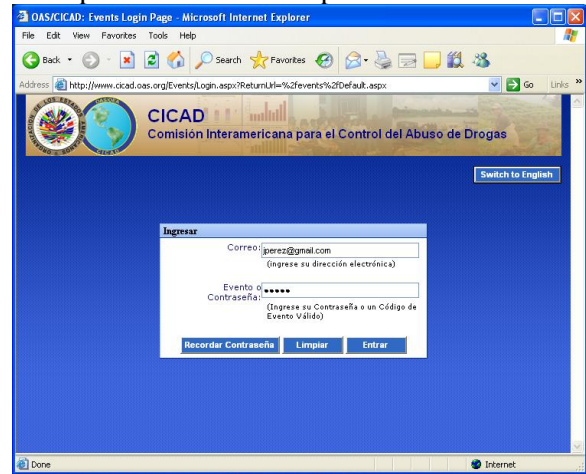 OAS/CICAD: Events Login Page - Microsoft Internet Explorer
File Edit View Favorites Tools Help
Back Search Favorites
Address http://www.cicad.oas.org/Events/Login.aspx?ReturnUrl=%2fevents%2fDefault.aspx Go Links »
CICAD
Comisión Interamericana para el Control del Abuso de Drogas
Switch to English
Ingresar
Correo: jperez@gmail.com
(ingrese su dirección electrónica)
Evento o
Contraseña: •••••
(Ingrese su Contraseña o un Código de
Evento Válido)
Recordar Contraseña Limpiar Entrar
Done Internet